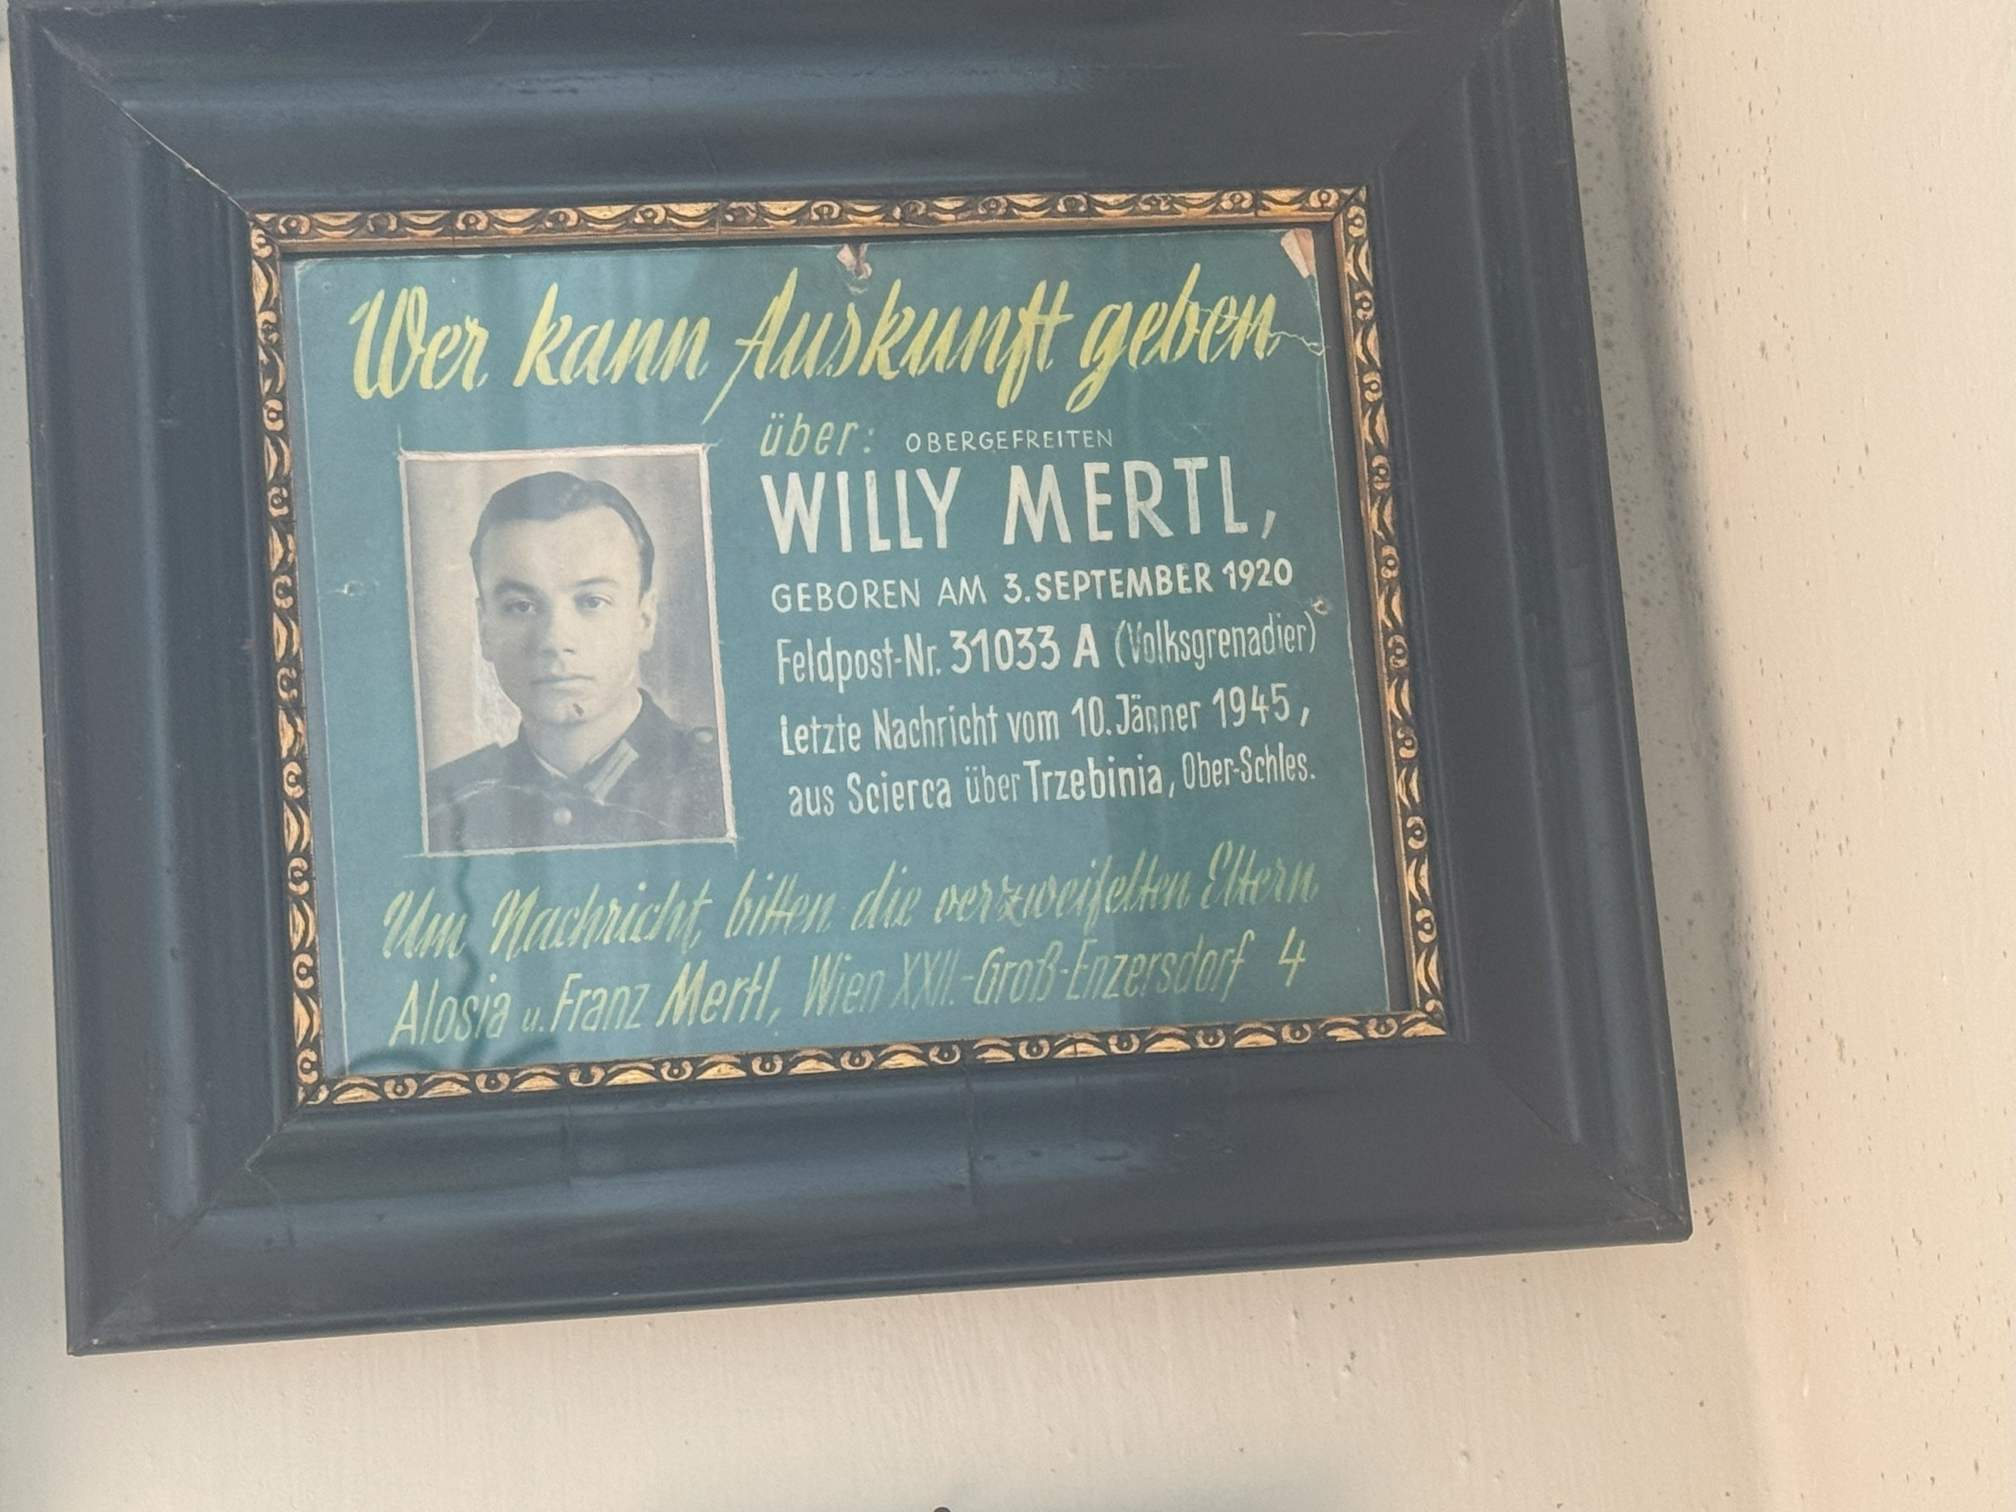 Wer kann Auskunft geben
über: OBERGEFREITEN
WILLY MERTL,
GEBOREN AM 3. SEPTEMBER 1920
Feldpost-Nr. 31033 A (Volksgrenadier)
Letzte Nachricht vom 10. Jänner 1945,
aus Scierca über Trzebinia, Ober-Schles.
Um Nachricht, bitten die verzweifelten Eltern
Alosia u. Franz Mertl, Wien XXII.-Groß-Enzersdorf 4